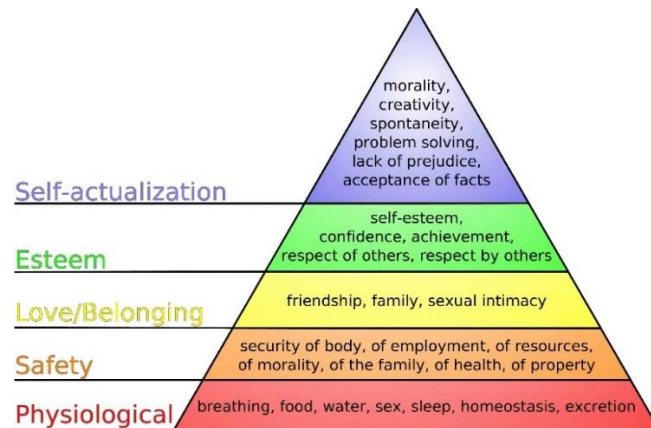 morality,
creativity,
spontaneity,
problem solving,
lack of prejudice,
acceptance of facts
Self-actualization
self-esteem,
confidence, achievement,
respect of others, respect by others
Esteem
friendship, family, sexual intimacy
Love/Belonging
security of body, of employment, of resources,
of morality, of the family, of health, of property
Safety
Physiological
breathing, food, water, sex, sleep, homeostasis, excretion